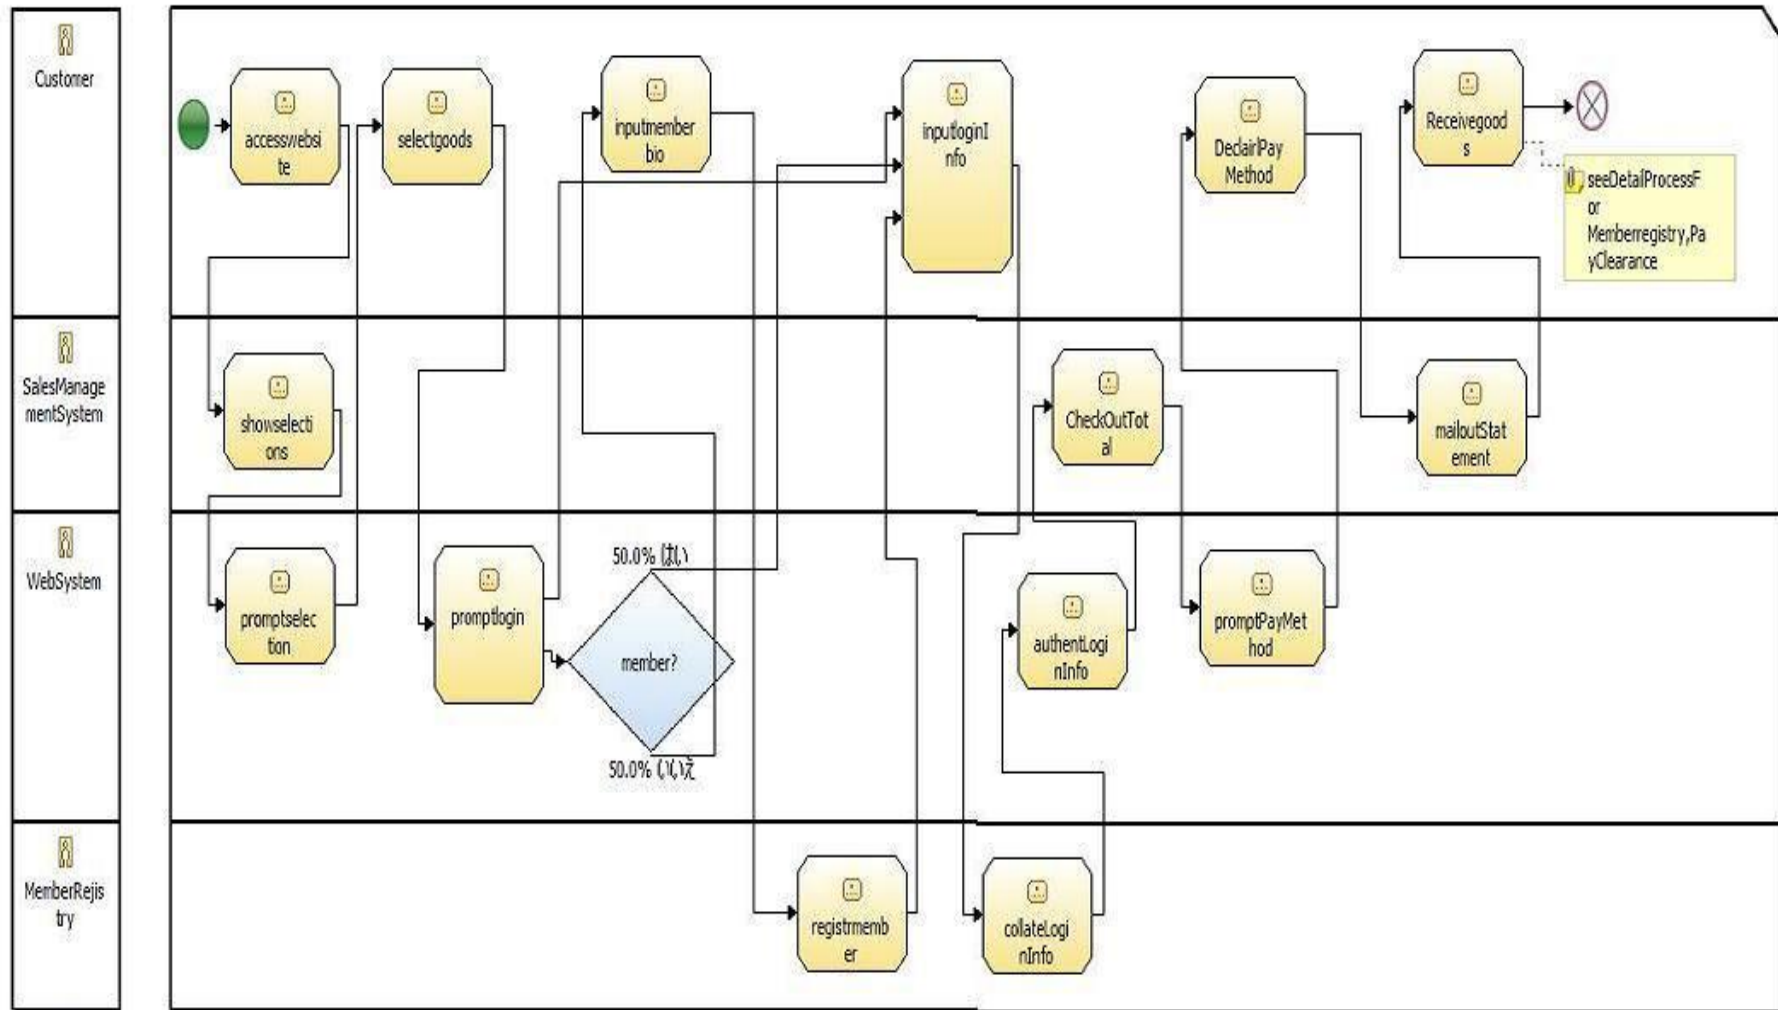 Customer
accesswebsi
te
selectgoods
inputmember
bio
inputloginI
nfo
DeclairPay
Method
Receivegood
s
seeDetailProcessF
or
Memberregistry,Pa
yClearance
SalesManage
mentSystem
showselecti
ons
CheckOutTot
al
mailoutStat
ement
WebSystem
promptselec
tion
promptlogin
50.0% はい
member?
50.0% いいえ
authentLogi
nInfo
promptPayMet
hod
MemberRejis
try
registrmemb
er
collateLogi
nInfo